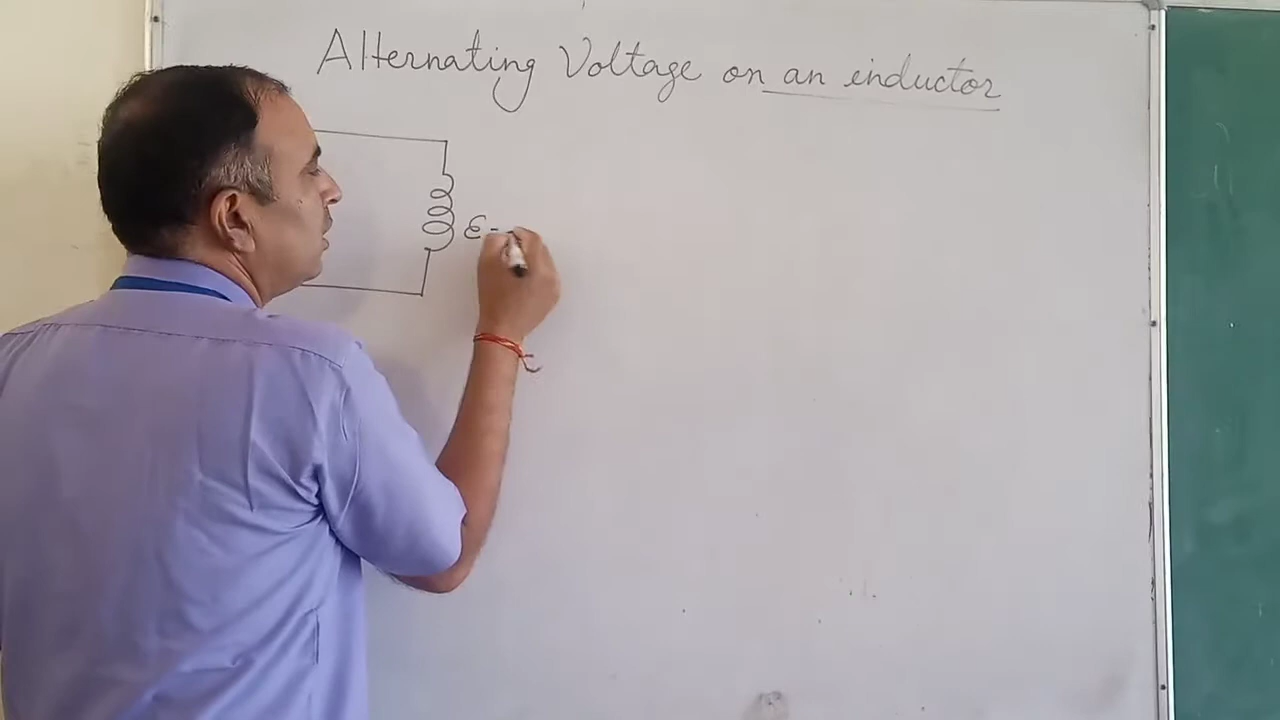 Alternating Voltage on an inductor
ε = -